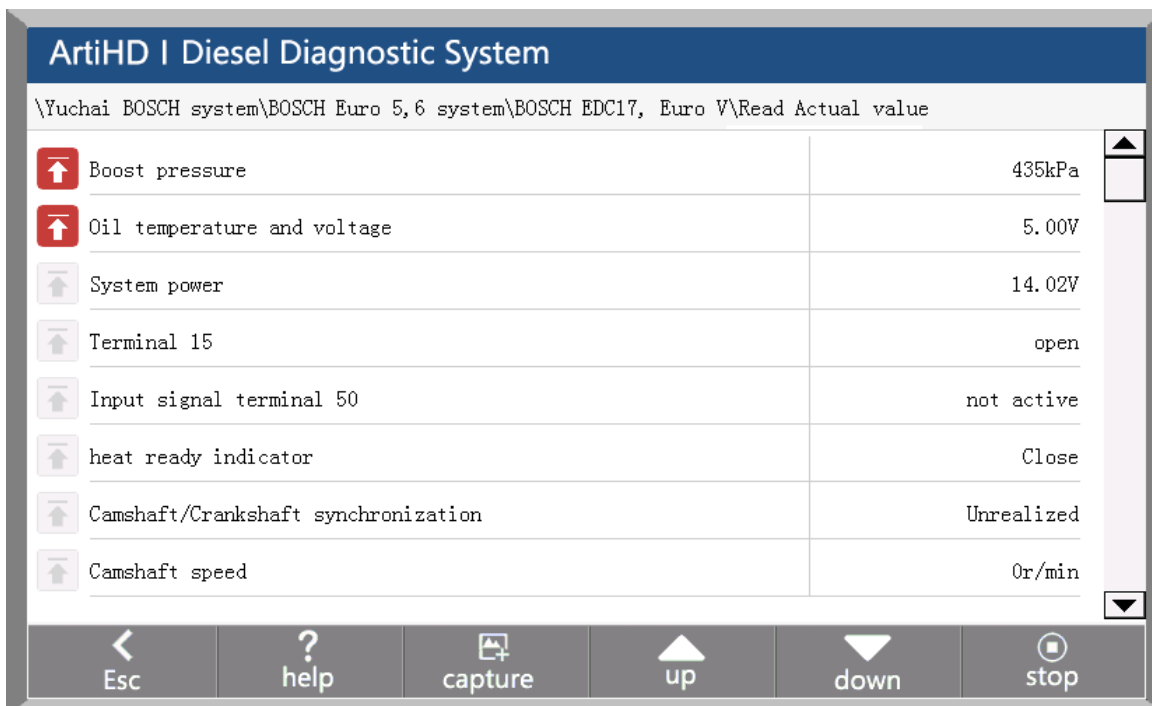 ArtiHD I Diesel Diagnostic System
\Yuchai BOSCH system\BOSCH Euro 5,6 system\BOSCH EDC17, Euro V\Read Actual value
Boost pressure 435kPa
Oil temperature and voltage 5.00V
System power 14.02V
Terminal 15 open
Input signal terminal 50 not active
heat ready indicator Close
Camshaft/Crankshaft synchronization Unrealized
Camshaft speed 0r/min
Esc help capture up down stop